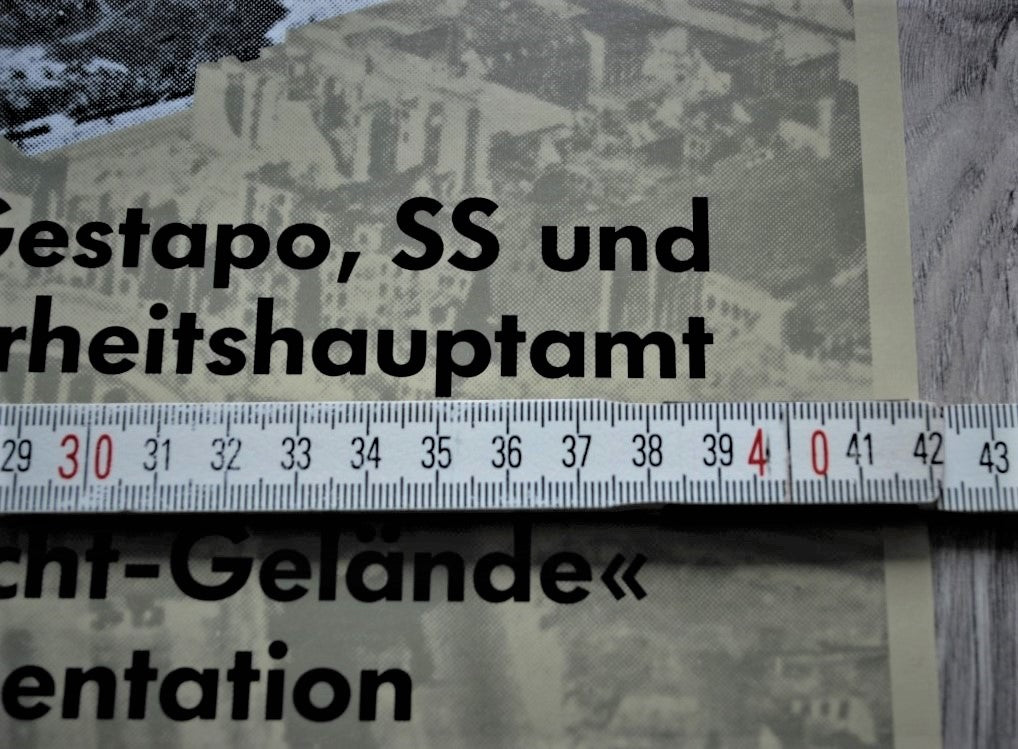 Gestapo, SS und
rheitshauptamt
29 30 31 32 33 34 35 36 37 38 39 40 41 42 43
cht-Gelände«
entation